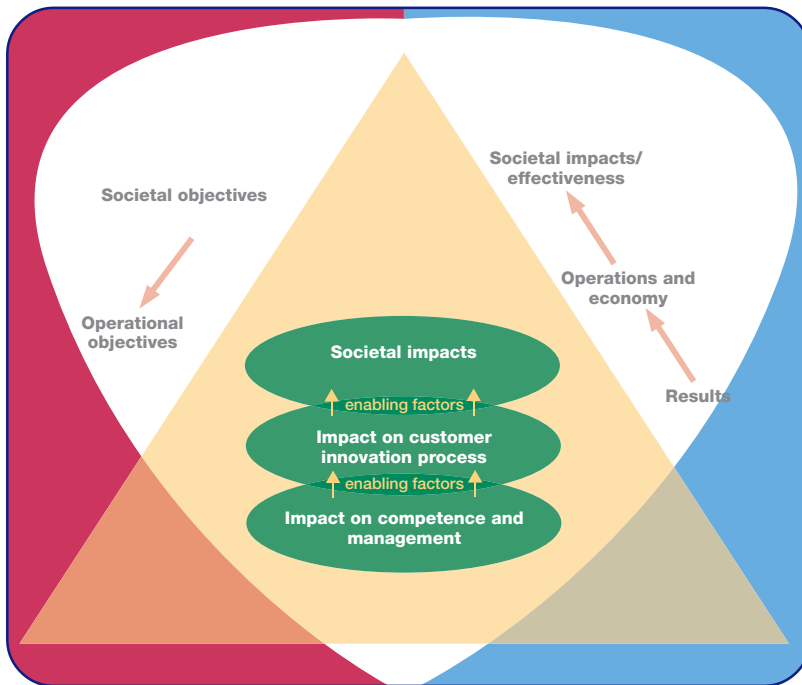 Societal objectives
Operational
objectives
Societal impacts/
effectiveness
Operations and
economy
Results
Societal impacts
enabling factors
Impact on customer
innovation process
enabling factors
Impact on competence and
management